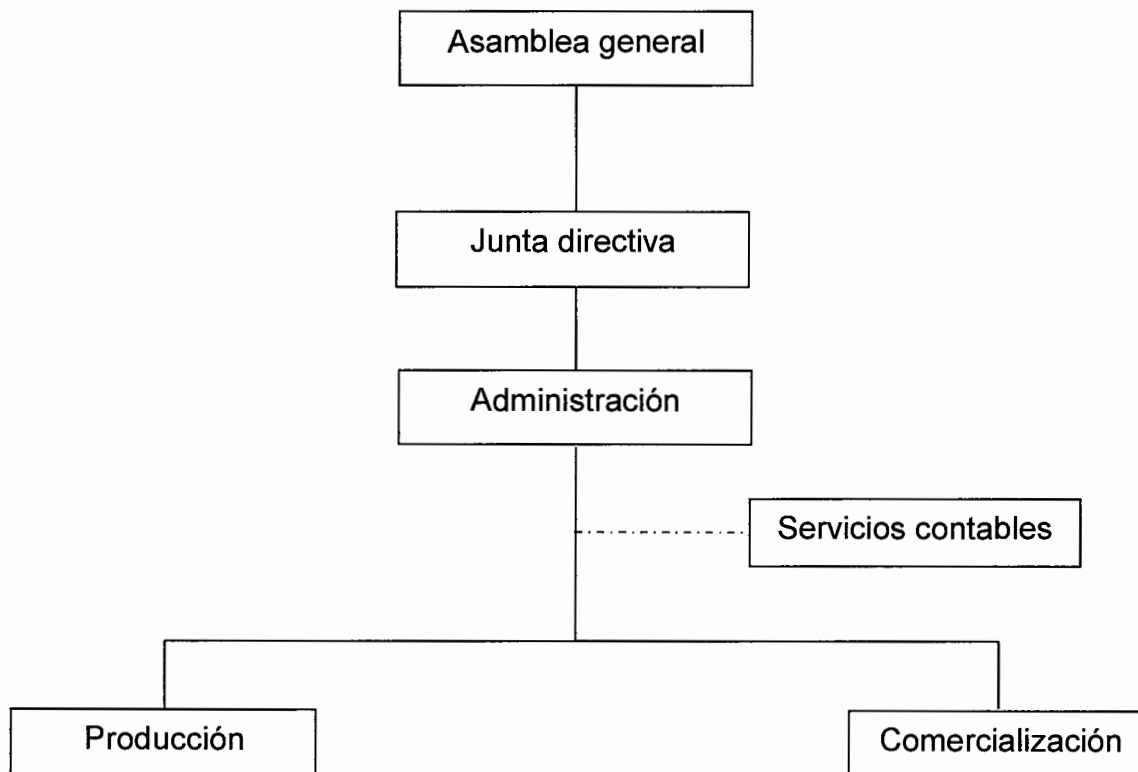 Asamblea general
Junta directiva
Administración
Servicios contables
Producción
Comercialización